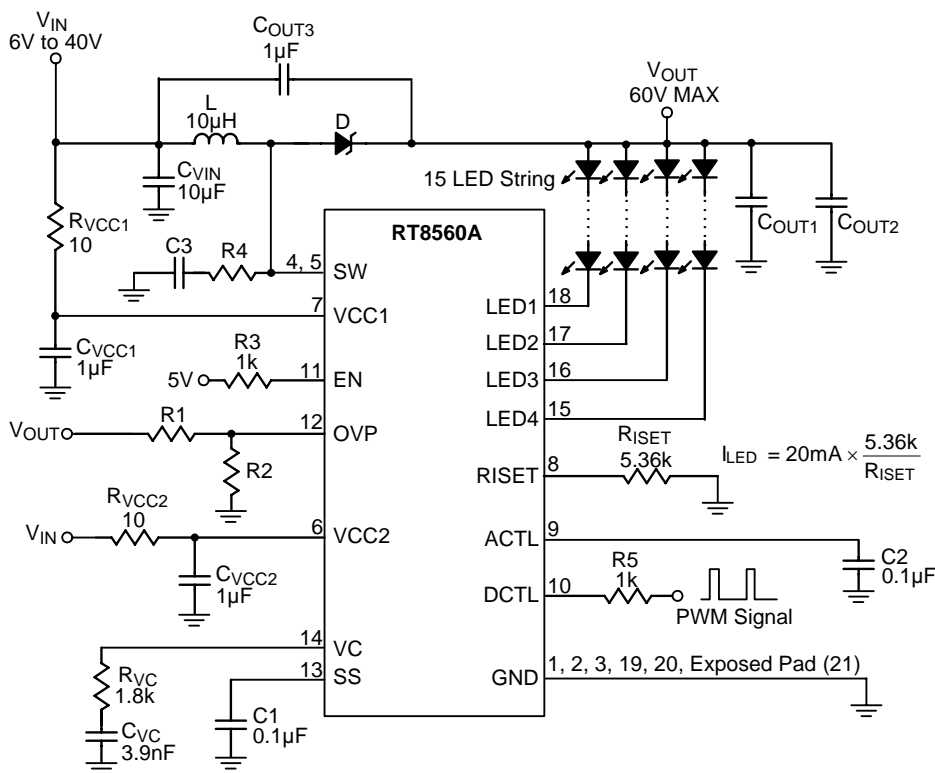 VIN
6V to 40V
COUT3
1µF
VOUT
60V MAX
L
10µH
D
CVIN
10µF
15 LED String
COUT1
COUT2
RVCC1
10
RT8560A
C3
R4
4, 5
SW
LED1
18
7
VCC1
CVCC1
1µF
LED2
17
R3
1k
5V
11
EN
LED3
16
LED4
15
VOUT
R1
12
OVP
R2
RISET
5.36k
RISET
8
ILED = 20mA × 5.36k / RISET
RVCC2
10
VIN
6
VCC2
CVCC2
1µF
ACTL
9
C2
0.1µF
R5
1k
DCTL
10
PWM Signal
14
VC
RVC
1.8k
CVC
3.9nF
13
SS
C1
0.1µF
GND
1, 2, 3, 19, 20, Exposed Pad (21)